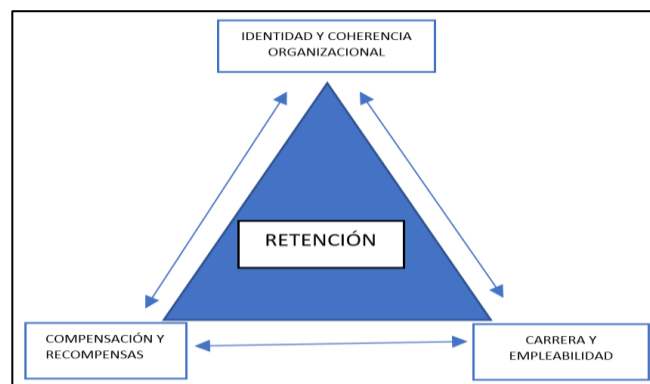 IDENTIDAD Y COHERENCIA
ORGANIZACIONAL
RETENCIÓN
COMPENSACIÓN Y
RECOMPENSAS
CARRERA Y
EMPLEABILIDAD